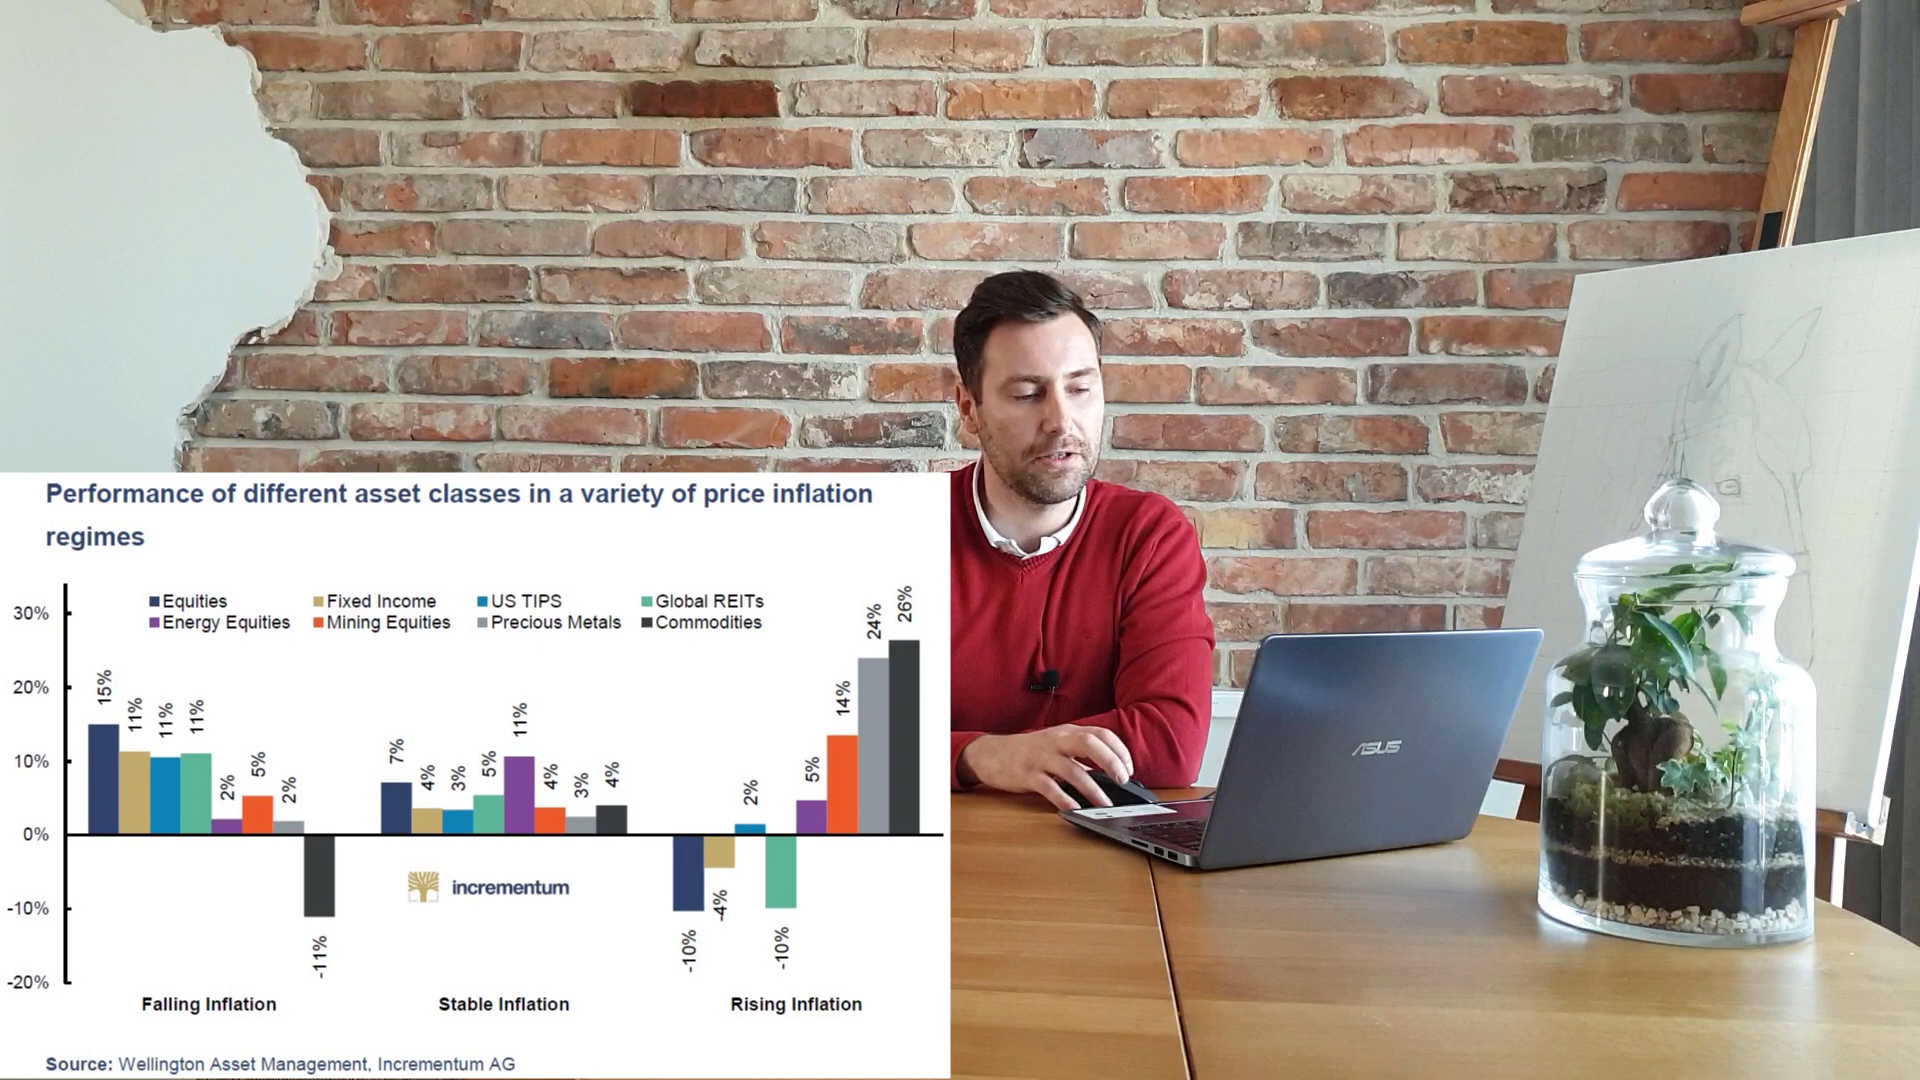 Performance of different asset classes in a variety of price inflation
regimes
Equities Fixed Income US TIPS Global REITs
Energy Equities Mining Equities Precious Metals Commodities
30%
20%
10%
0%
-10%
-20%
15% 11% 11% 11% 2% 5% 2% -11%
7% 4% 3% 5% 11% 4% 3% 4%
-10% -4% 2% -10% 5% 14% 24% 26%
incrementum
Falling Inflation Stable Inflation Rising Inflation
Source: Wellington Asset Management, Incrementum AG
ASUS